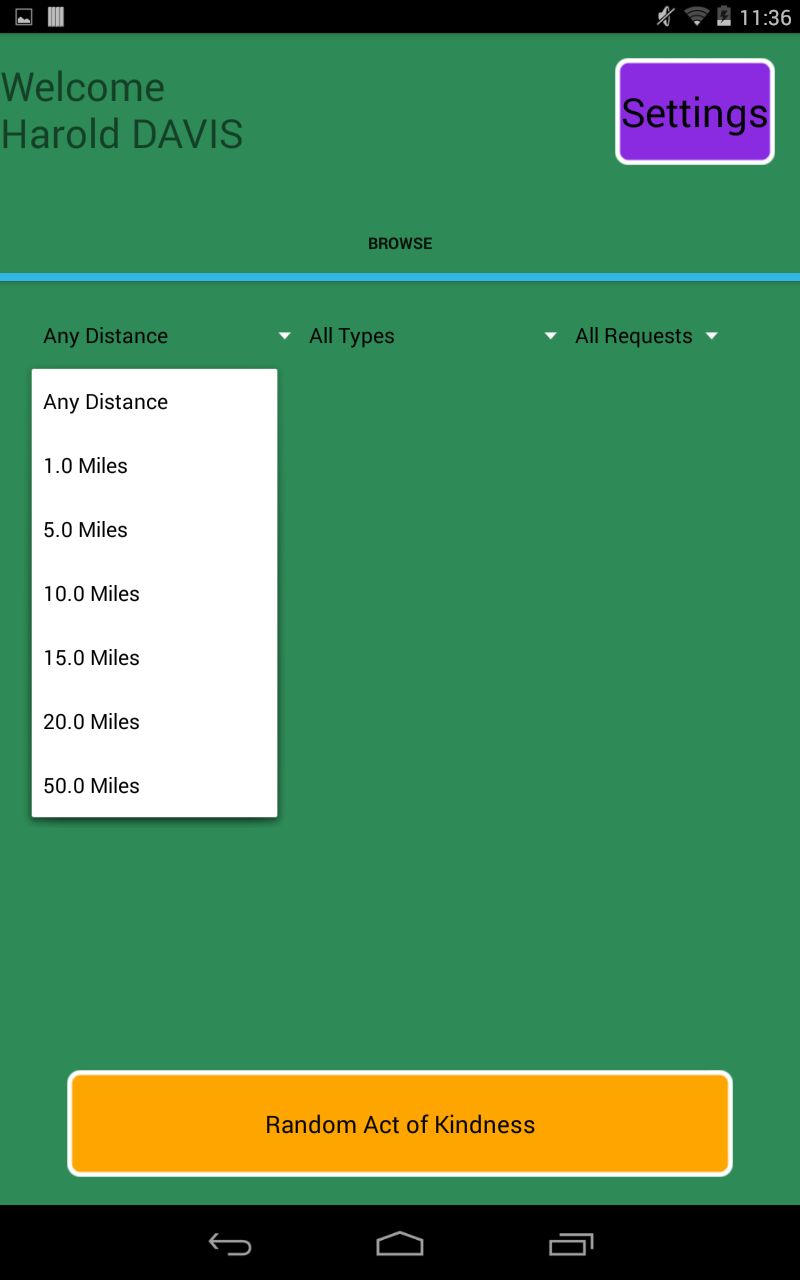 11:36
Welcome
Harold DAVIS
Settings
BROWSE
Any Distance
All Types
All Requests
Any Distance
1.0 Miles
5.0 Miles
10.0 Miles
15.0 Miles
20.0 Miles
50.0 Miles
Random Act of Kindness